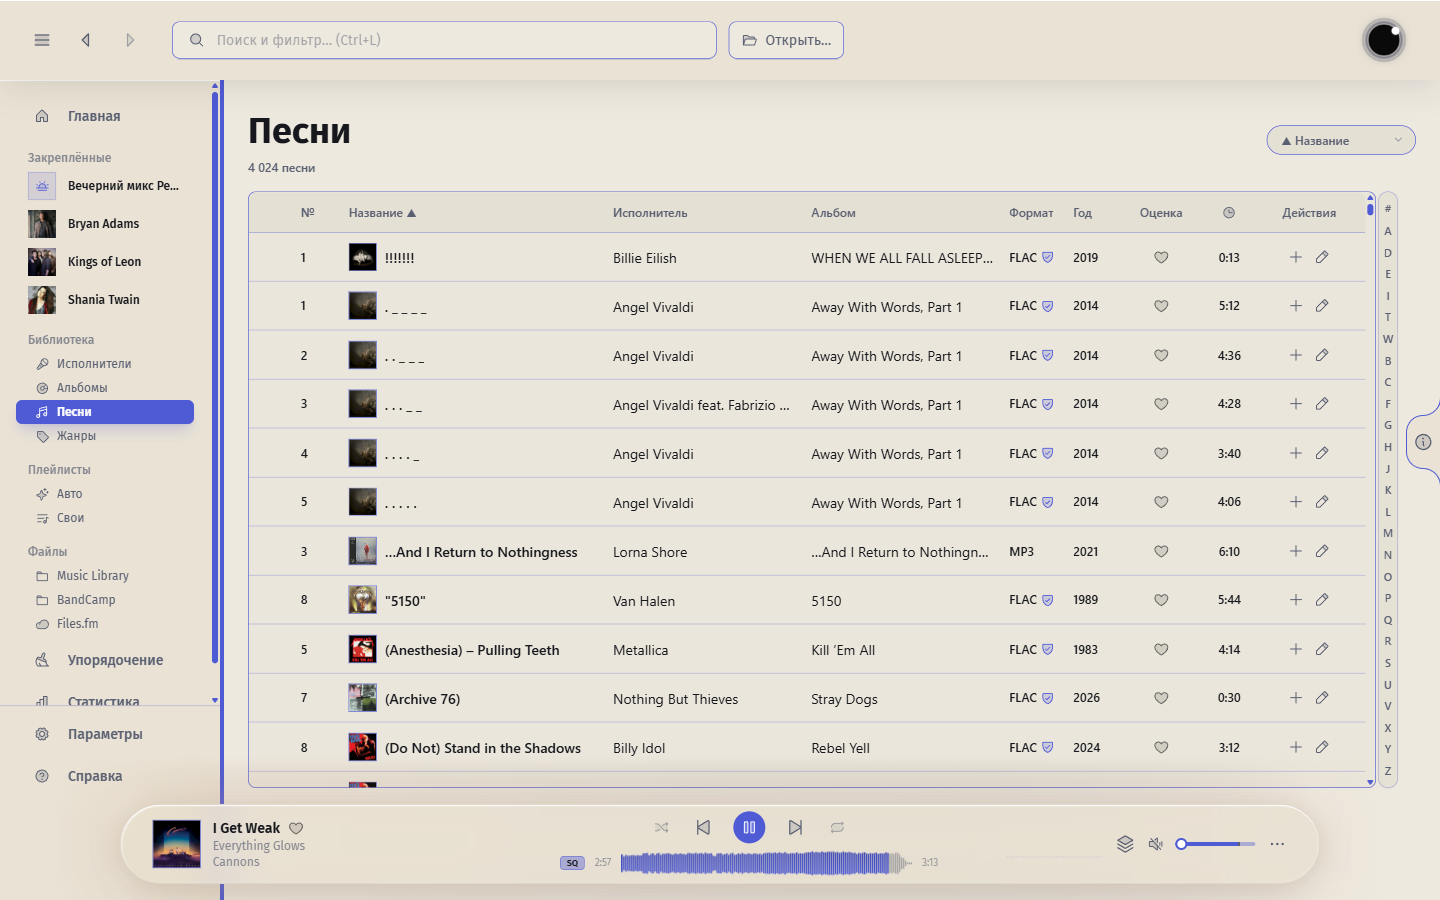 Поиск и фильтр... (Ctrl+L)
Открыть...
Главная
Закреплённые
Вечерний микс Ре...
Bryan Adams
Kings of Leon
Shania Twain
Библиотека
Исполнители
Альбомы
Песни
Жанры
Плейлисты
Авто
Свои
Файлы
Music Library
BandCamp
Files.fm
Упорядочение
Статистика
Параметры
Справка
Песни
4 024 песни
▲ Название
№ Название ▲ Исполнитель Альбом Формат Год Оценка Действия
1 !!!!!!! Billie Eilish WHEN WE ALL FALL ASLEEP... FLAC 2019 0:13
1 . _ _ _ _ Angel Vivaldi Away With Words, Part 1 FLAC 2014 5:12
2 . . _ _ _ Angel Vivaldi Away With Words, Part 1 FLAC 2014 4:36
3 . . . _ _ Angel Vivaldi feat. Fabrizio ... Away With Words, Part 1 FLAC 2014 4:28
4 . . . . _ Angel Vivaldi Away With Words, Part 1 FLAC 2014 3:40
5 . . . . . Angel Vivaldi Away With Words, Part 1 FLAC 2014 4:06
3 ...And I Return to Nothingness Lorna Shore ...And I Return to Nothingn... MP3 2021 6:10
8 "5150" Van Halen 5150 FLAC 1989 5:44
5 (Anesthesia) – Pulling Teeth Metallica Kill ’Em All FLAC 1983 4:14
7 (Archive 76) Nothing But Thieves Stray Dogs FLAC 2026 0:30
8 (Do Not) Stand in the Shadows Billy Idol Rebel Yell FLAC 2024 3:12
#
A
D
E
I
T
W
B
C
F
G
H
J
K
L
M
N
O
P
Q
R
S
U
V
X
Y
Z
I Get Weak
Everything Glows
Cannons
SQ 2:57 3:13